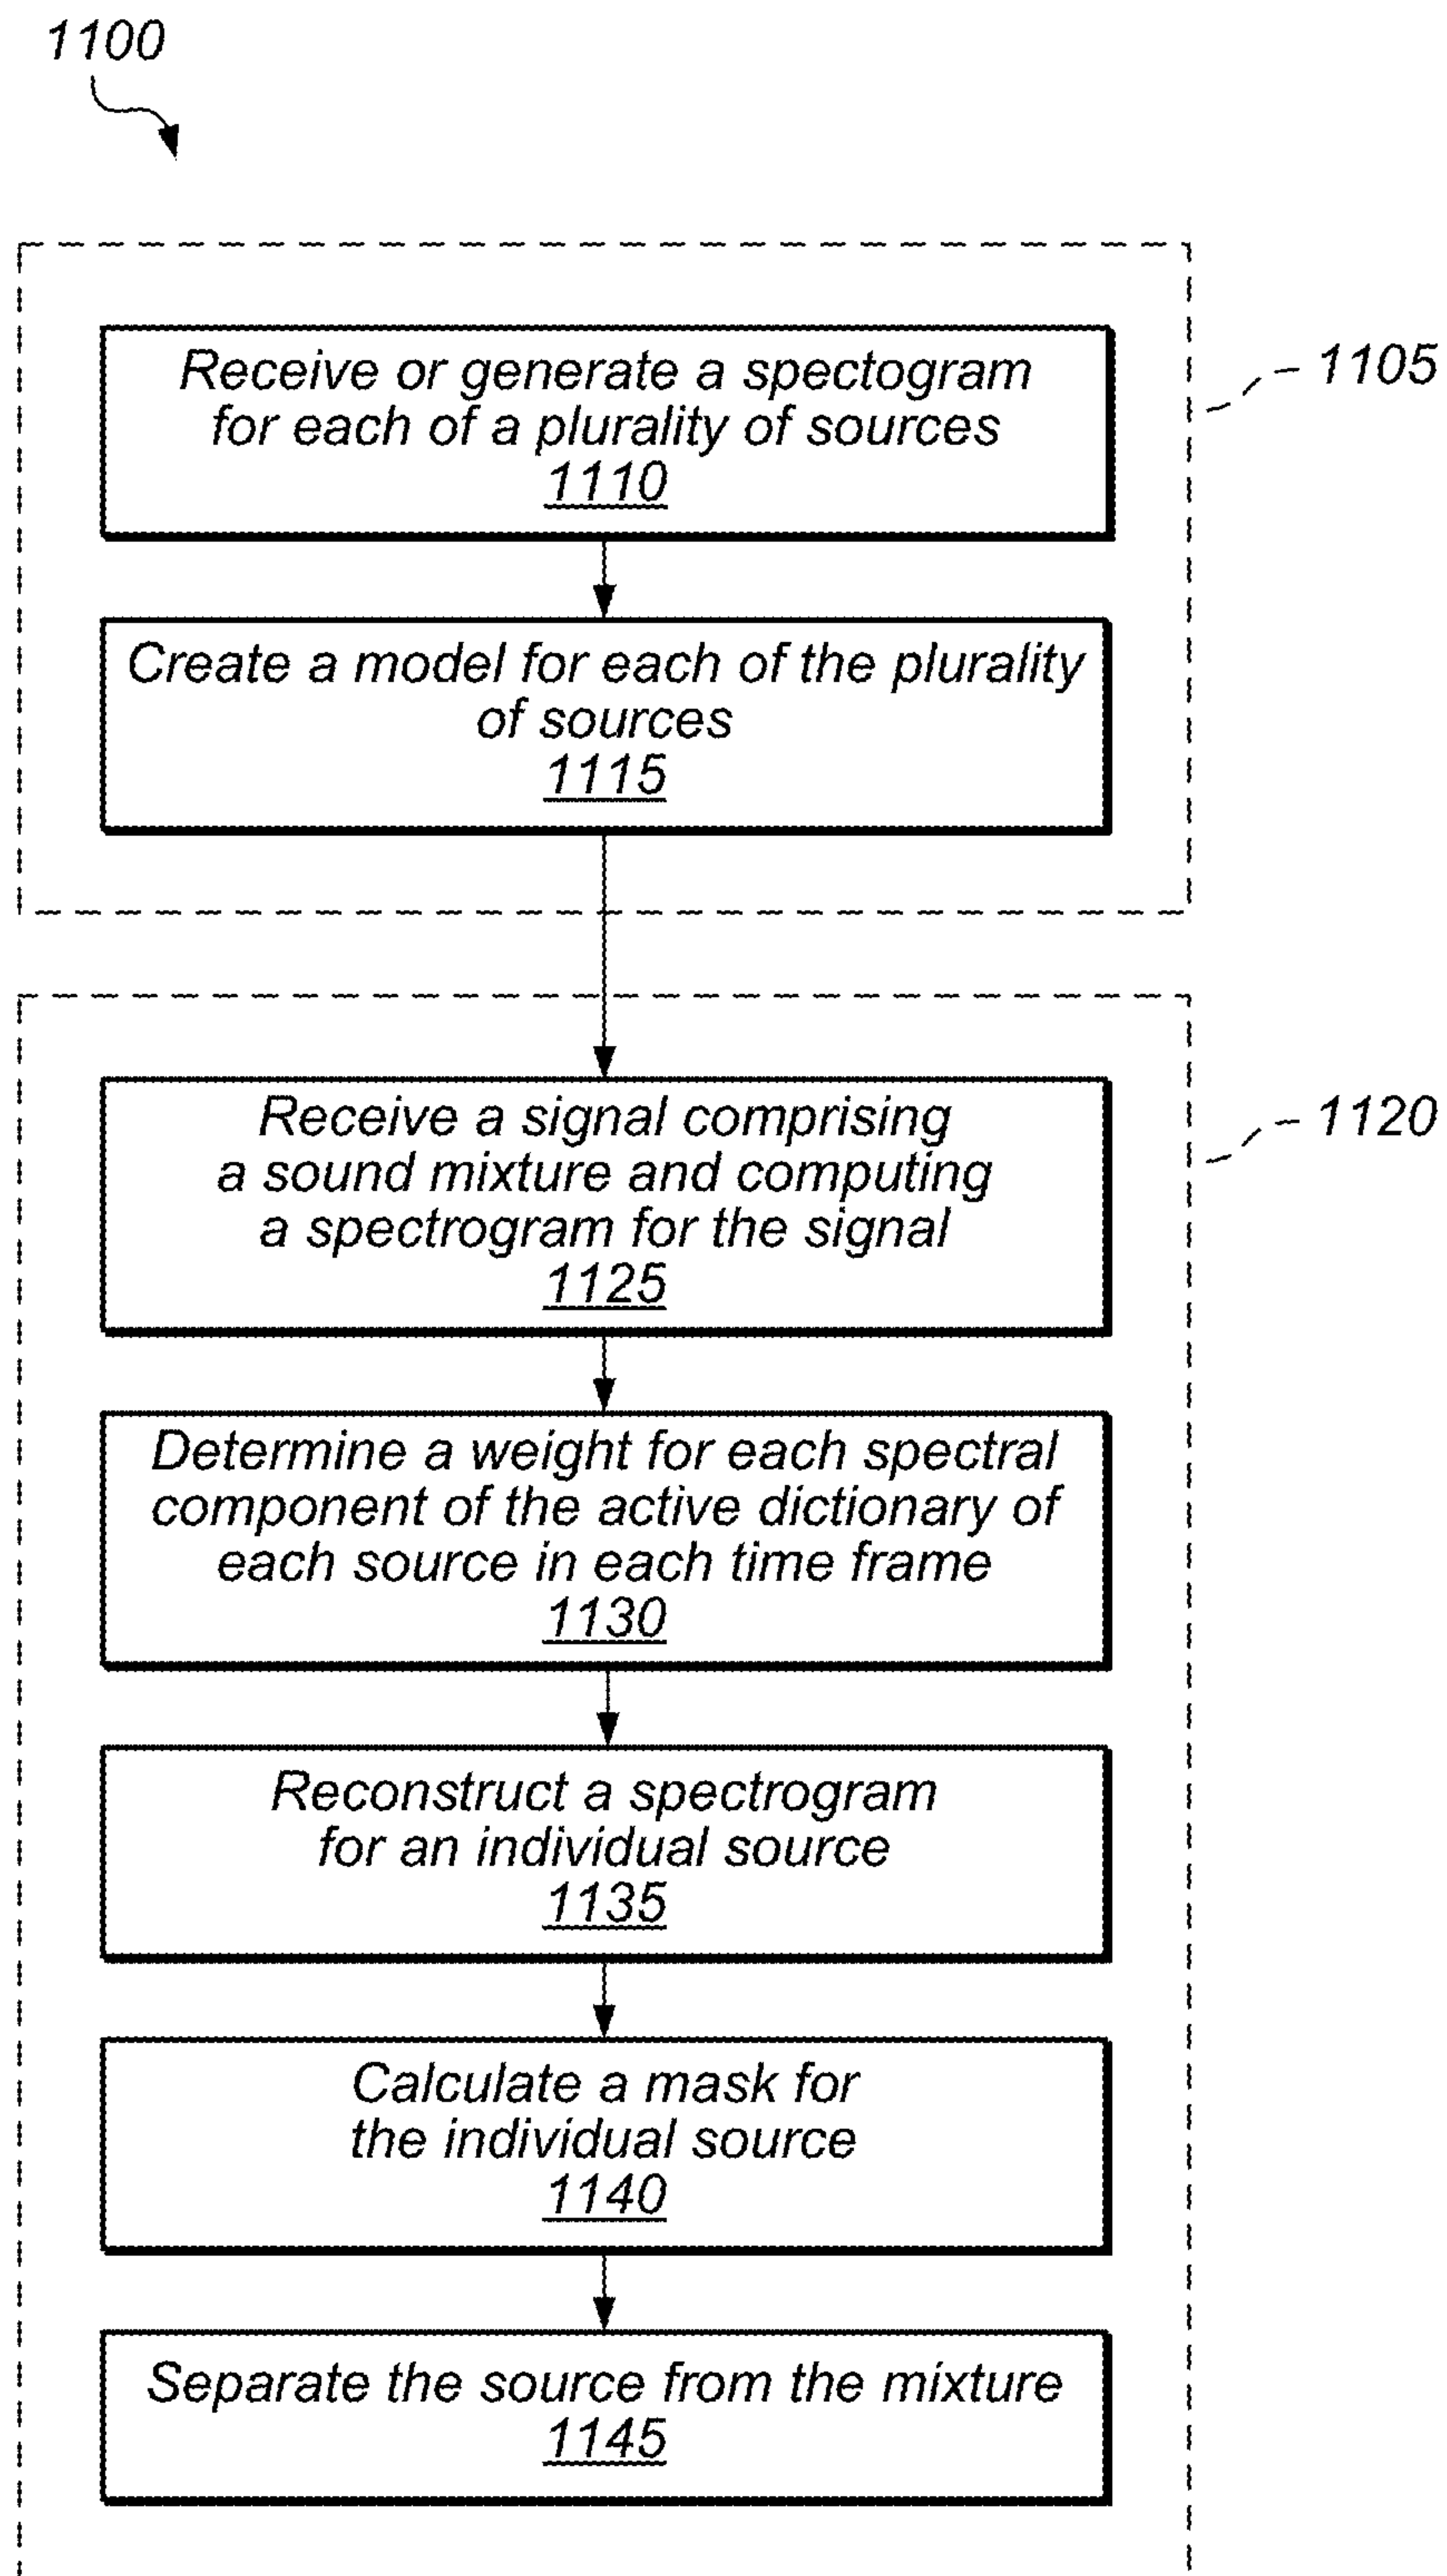 1100
Receive or generate a spectogram
for each of a plurality of sources
1110
1105
Create a model for each of the plurality
of sources
1115
Receive a signal comprising
a sound mixture and computing
a spectrogram for the signal
1125
1120
Determine a weight for each spectral
component of the active dictionary of
each source in each time frame
1130
Reconstruct a spectrogram
for an individual source
1135
Calculate a mask for
the individual source
1140
Separate the source from the mixture
1145